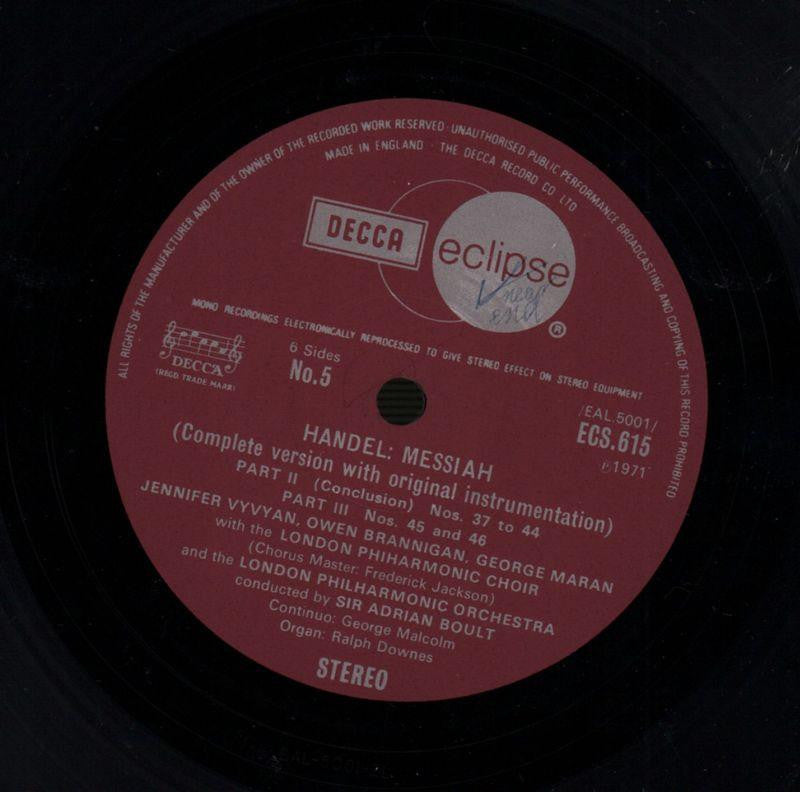 ALL RIGHTS OF THE MANUFACTURER AND OF THE OWNER OF THE RECORDED WORK RESERVED · UNAUTHORISED PUBLIC PERFORMANCE BROADCASTING AND COPYING OF THIS RECORD PROHIBITED
MADE IN ENGLAND · THE DECCA RECORD CO LTD
DECCA
eclipse
®
near
end
MONO RECORDINGS ELECTRONICALLY REPROCESSED TO GIVE STEREO EFFECT ON STEREO EQUIPMENT
DECCA
(REGD. TRADE MARK)
6 Sides
No.5
/EAL.5001/
ECS.615
℗1971
HANDEL: MESSIAH
(Complete version with original instrumentation)
PART II (Conclusion) Nos. 37 to 44
PART III Nos. 45 and 46
JENNIFER VYVYAN, OWEN BRANNIGAN, GEORGE MARAN
with the LONDON PHIHARMONIC CHOIR
(Chorus Master: Frederick Jackson)
and the LONDON PHILHARMONIC ORCHESTRA
conducted by SIR ADRIAN BOULT
Continuo: George Malcolm
Organ: Ralph Downes
STEREO